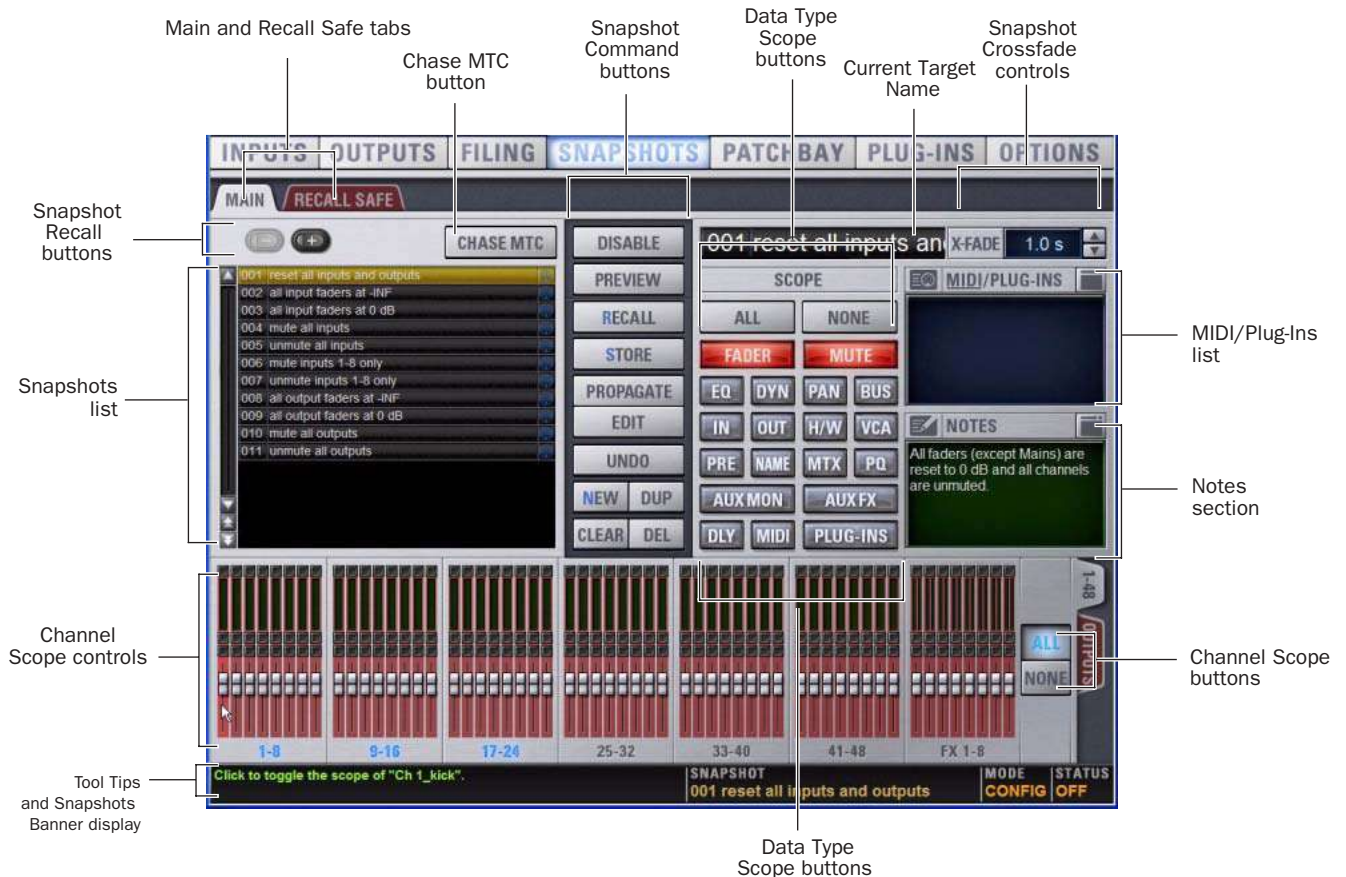 Main and Recall Safe tabs
Chase MTC
button
Snapshot
Command
buttons
Data Type
Scope
buttons
Current Target
Name
Snapshot
Crossfade
controls
INPUTS OUTPUTS FILING SNAPSHOTS PATCHBAY PLUG-INS OPTIONS
MAIN RECALL SAFE
Snapshot
Recall
buttons
CHASE MTC
DISABLE
001 reset all inputs an
X-FADE 1.0 s
001 reset all inputs and outputs
002 all input faders at -INF
003 all input faders at 0 dB
004 mute all inputs
005 unmute all inputs
006 mute inputs 1-8 only
007 unmute inputs 1-8 only
008 all output faders at -INF
009 all output faders at 0 dB
010 mute all outputs
011 unmute all outputs
Snapshots
list
PREVIEW
RECALL
STORE
PROPAGATE
EDIT
UNDO
NEW DUP
CLEAR DEL
SCOPE
ALL NONE
FADER MUTE
EQ DYN PAN BUS
IN OUT H/W VCA
PRE NAME MTX PQ
AUX MON AUX FX
DLY MIDI PLUG-INS
MIDI/PLUG-INS
MIDI/Plug-Ins
list
NOTES
All faders (except Mains) are
reset to 0 dB and all channels
are unmuted.
Notes
section
Channel
Scope controls
1-48
OUTPUTS
ALL
NONE
Channel Scope
buttons
1-8 9-16 17-24 25-32 33-40 41-48 FX 1-8
Tool Tips
and Snapshots
Banner display
Click to toggle the scope of "Ch 1_kick".
SNAPSHOT
001 reset all inputs and outputs
MODE
CONFIG
STATUS
OFF
Data Type
Scope buttons